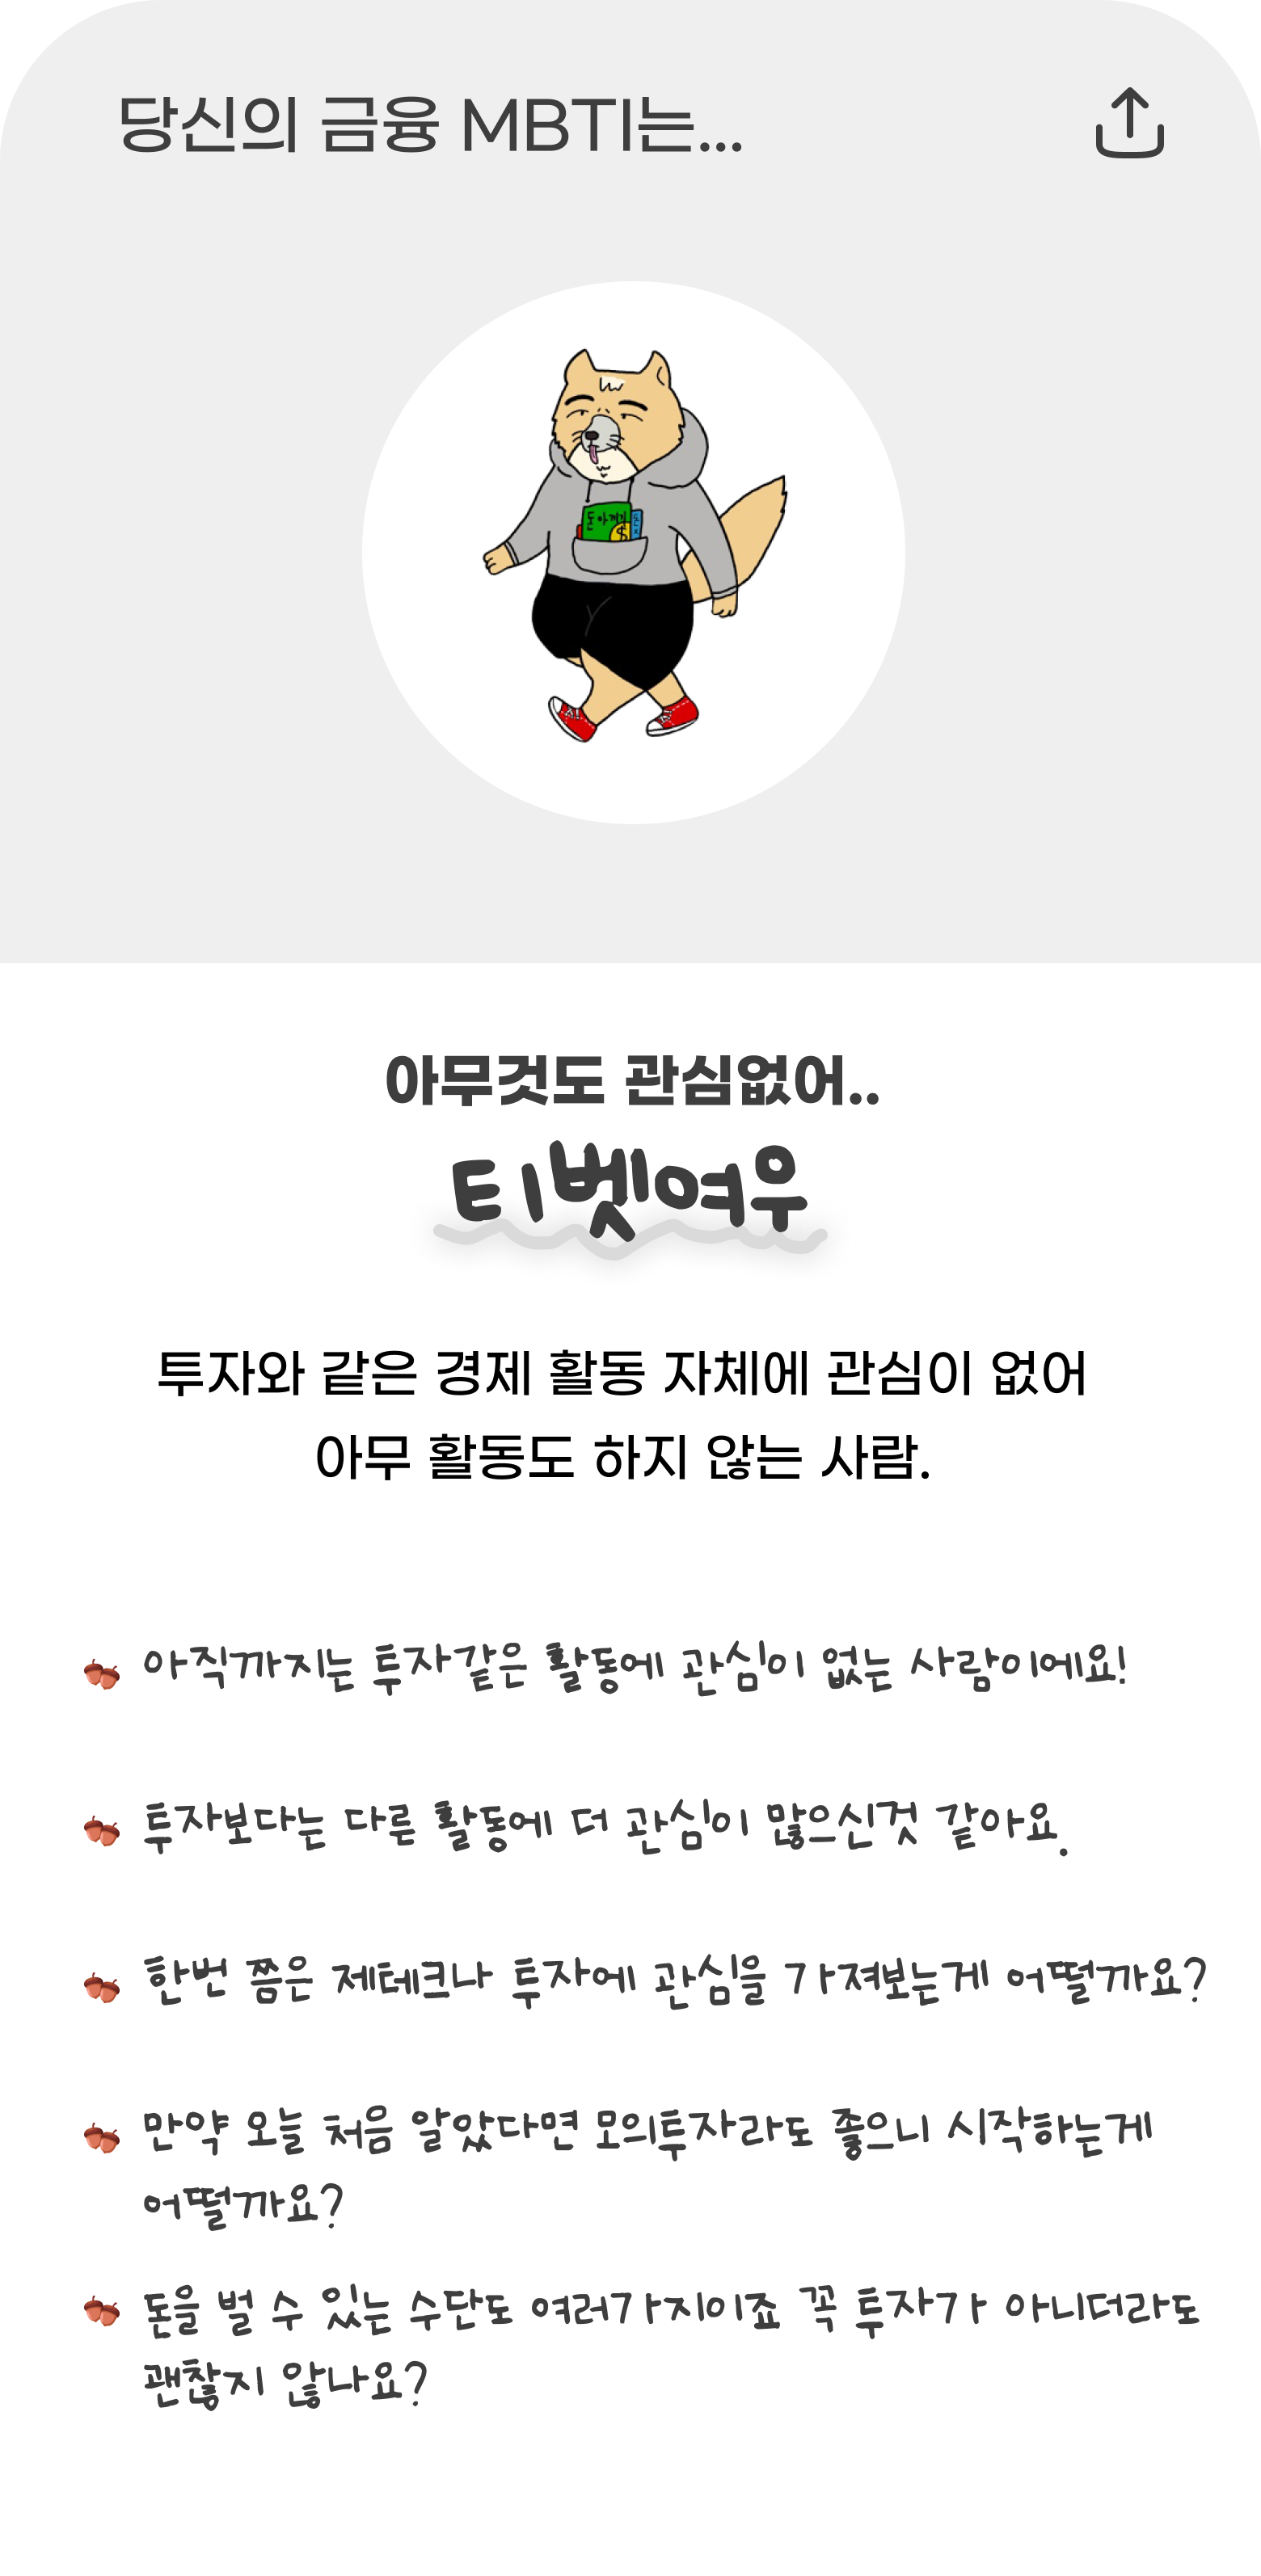 당신의 금융 MBTI는...
돈 아끼자
$
돈
X
아무것도 관심없어..
티벳여우
투자와 같은 경제 활동 자체에 관심이 없어
아무 활동도 하지 않는 사람.
아직까지는 투자같은 활동에 관심이 없는 사람이에요!
투자보다는 다른 활동에 더 관심이 많으신것 같아요.
한번 쯤은 제테크나 투자에 관심을 가져보는게 어떨까요?
만약 오늘 처음 알았다면 모의투자라도 좋으니 시작하는게
어떨까요?
돈을 벌 수 있는 수단도 여러가지이죠 꼭 투자가 아니더라도
괜찮지 않나요?